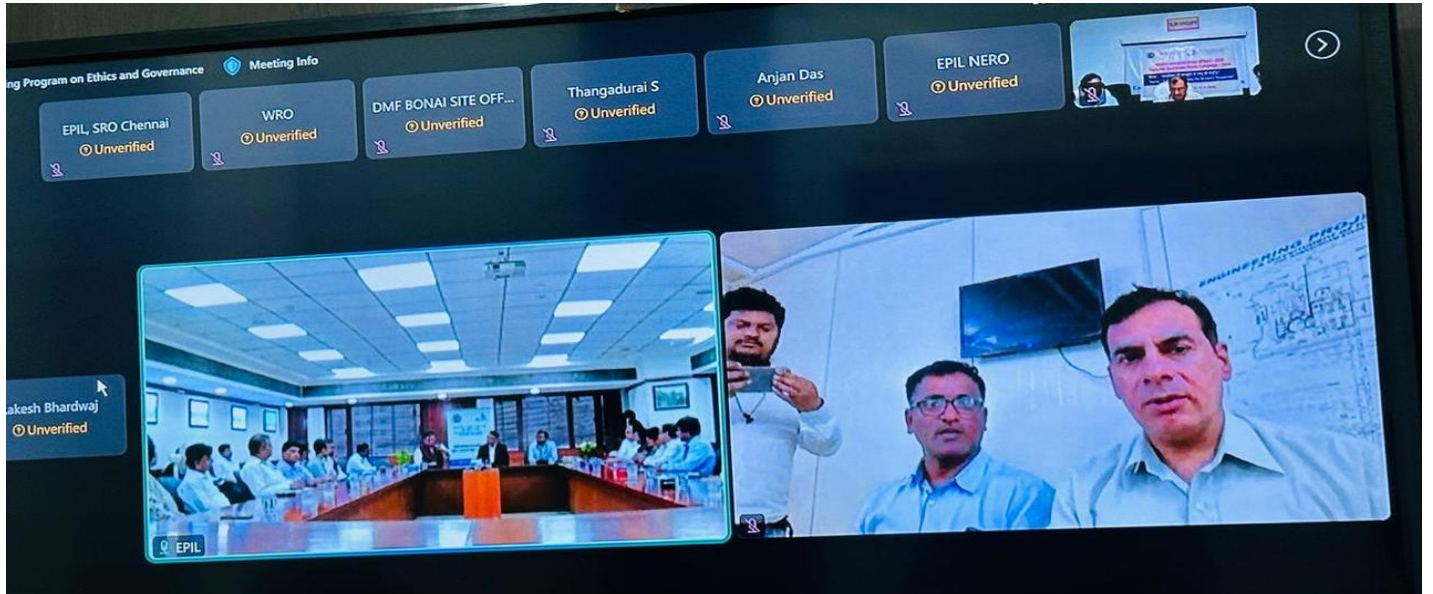 ng Program on Ethics and Governance
Meeting Info
EPIL, SRO Chennai
Unverified
WRO
Unverified
DMF BONAI SITE OFF...
Unverified
Thangadurai S
Unverified
Anjan Das
Unverified
EPIL NERO
Unverified
akesh Bhardwaj
Unverified
EPIL
ENGINEERING PROJE